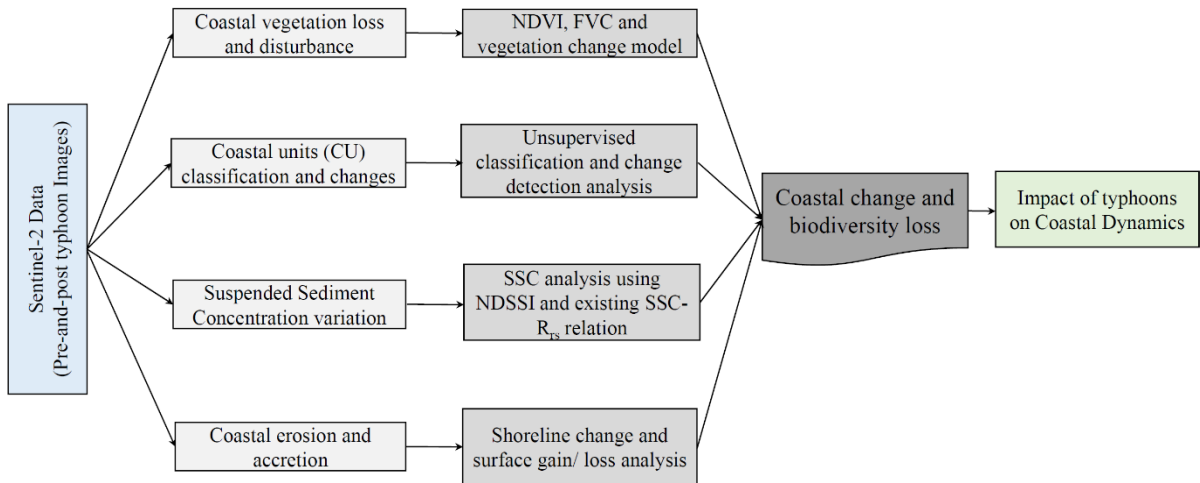 Sentinel-2 Data
(Pre-and-post typhoon Images)
Coastal vegetation loss
and disturbance
NDVI, FVC and
vegetation change model
Coastal units (CU)
classification and changes
Unsupervised
classification and change
detection analysis
Suspended Sediment
Concentration variation
SSC analysis using
NDSSI and existing SSC-
Rrs relation
Coastal erosion and
accretion
Shoreline change and
surface gain/ loss analysis
Coastal change and
biodiversity loss
Impact of typhoons
on Coastal Dynamics